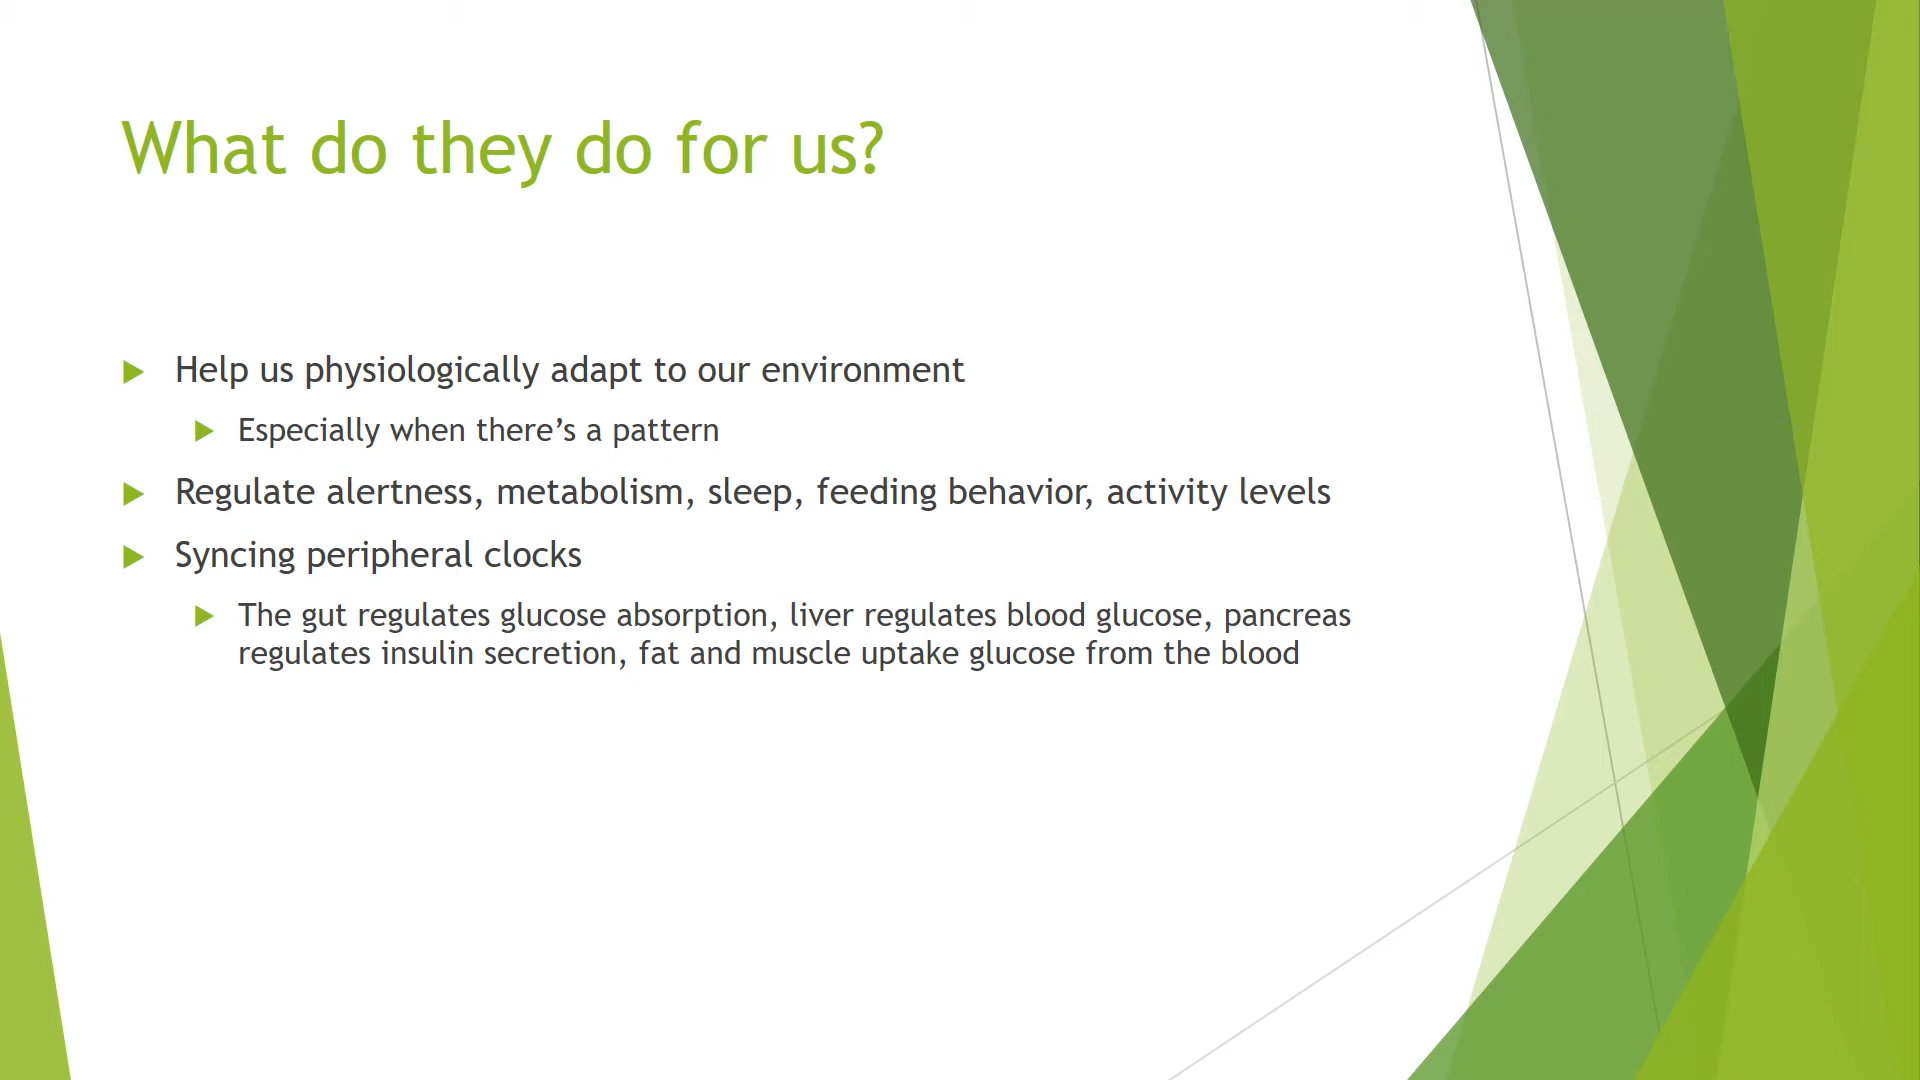 What do they do for us?
Help us physiologically adapt to our environment
Especially when there’s a pattern
Regulate alertness, metabolism, sleep, feeding behavior, activity levels
Syncing peripheral clocks
The gut regulates glucose absorption, liver regulates blood glucose, pancreas
regulates insulin secretion, fat and muscle uptake glucose from the blood